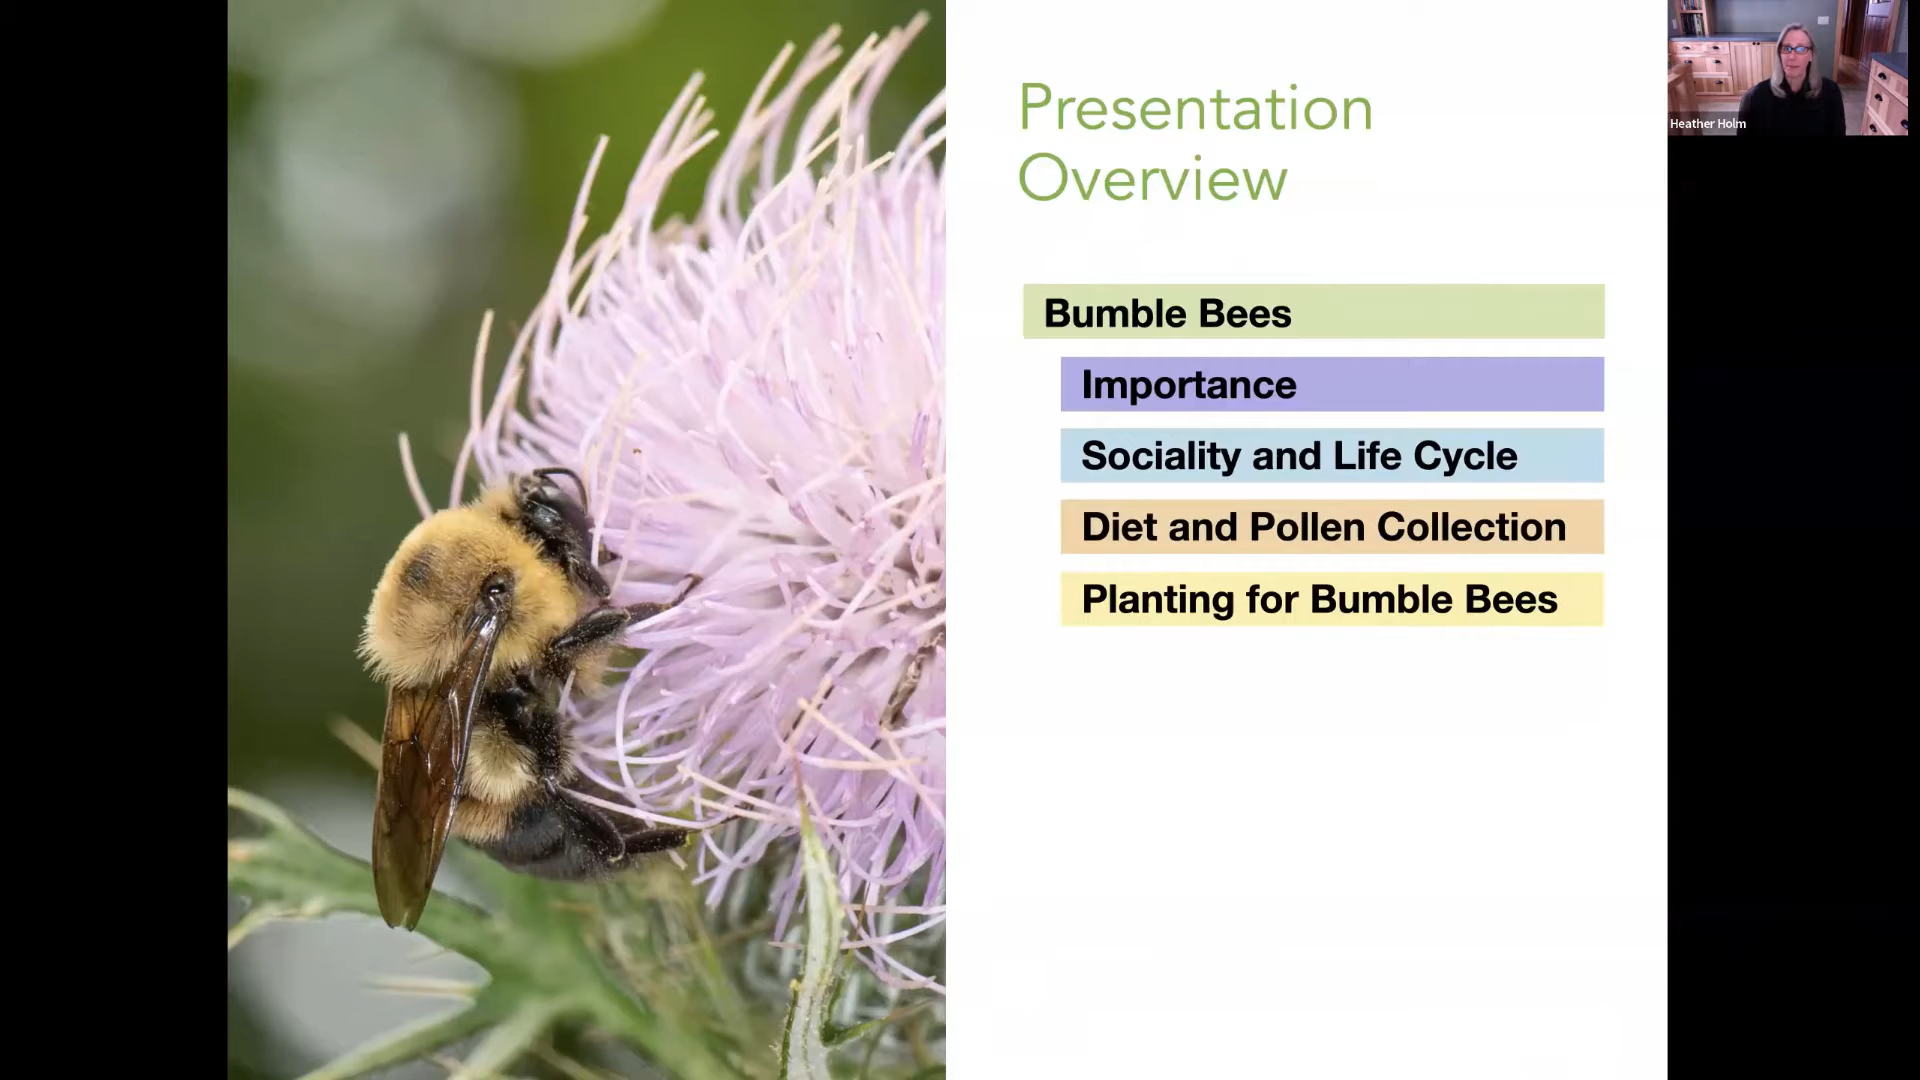 Presentation
Overview
Bumble Bees
Importance
Sociality and Life Cycle
Diet and Pollen Collection
Planting for Bumble Bees
Heather Holm